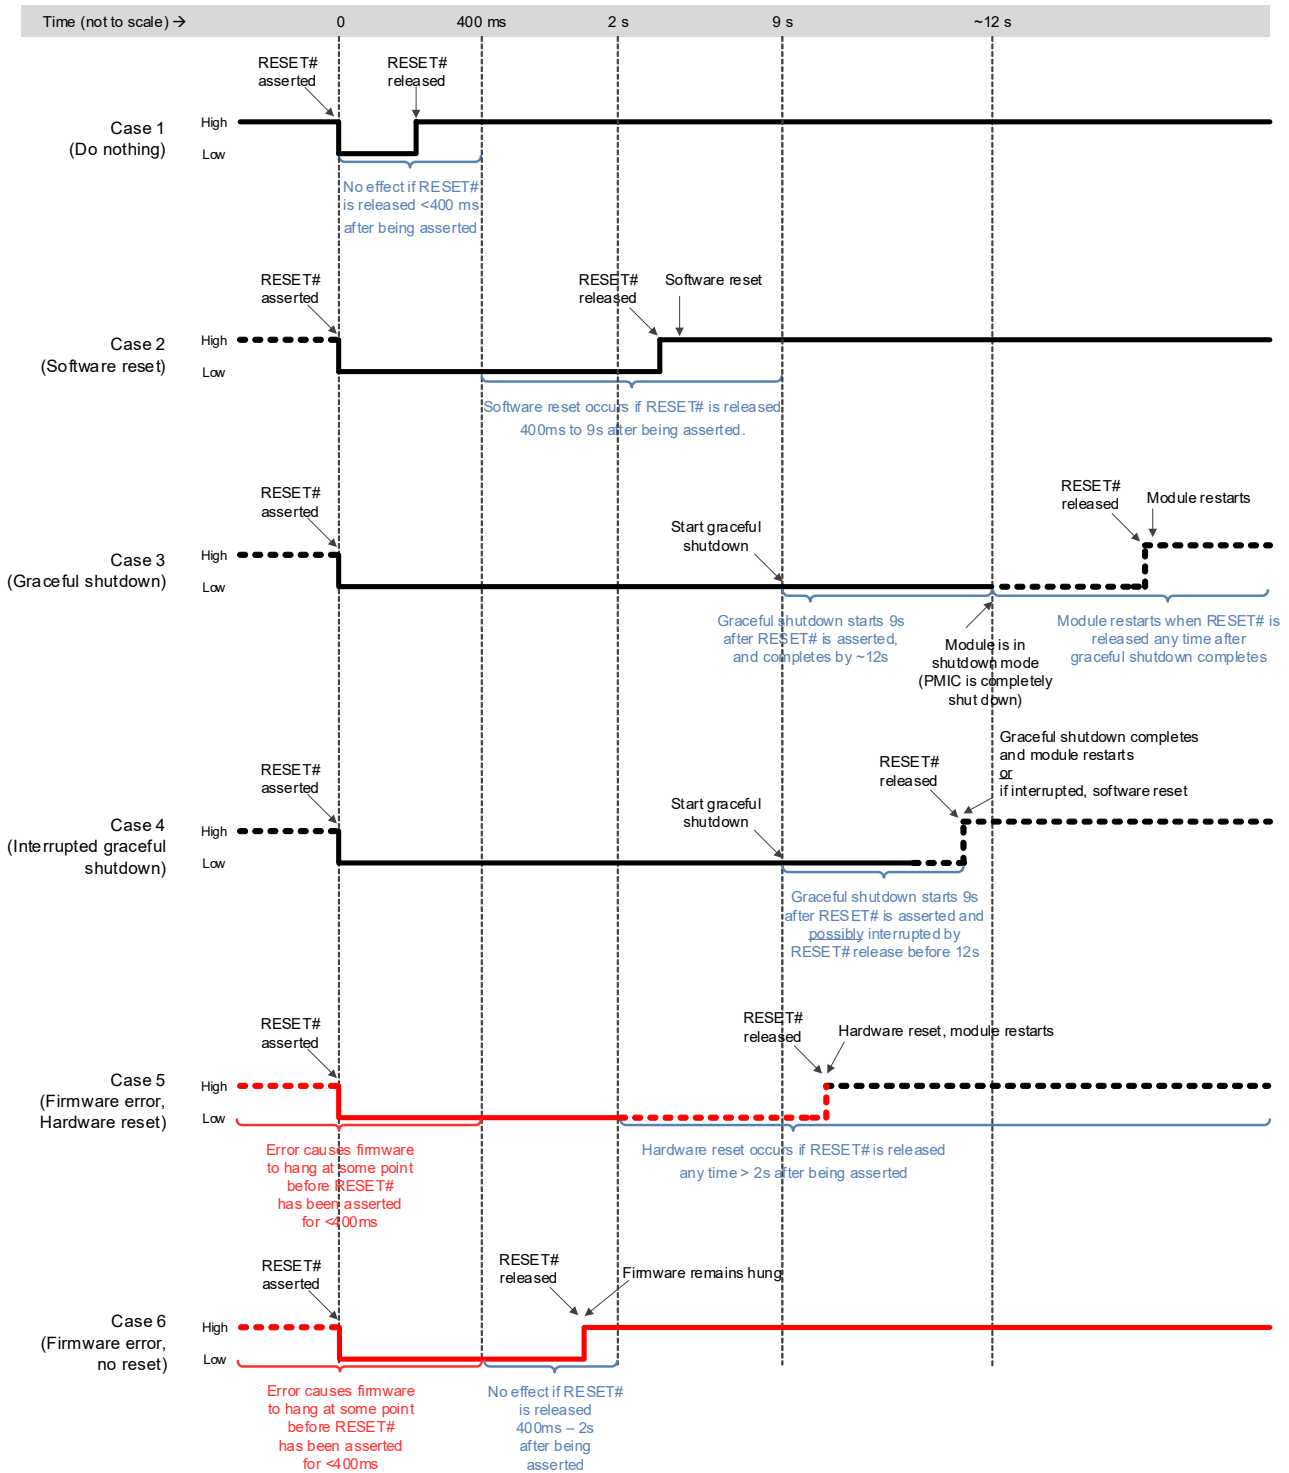 Time (not to scale) → 0 400 ms 2 s 9 s ~12 s
RESET#
asserted
RESET#
released
Case 1
(Do nothing)
High
Low
No effect if RESET#
is released <400 ms
after being asserted
RESET#
asserted
RESET#
released
Software reset
Case 2
(Software reset)
High
Low
Software reset occurs if RESET# is released
400ms to 9s after being asserted.
RESET#
asserted
Start graceful
shutdown
RESET#
released
Module restarts
Case 3
(Graceful shutdown)
High
Low
Graceful shutdown starts 9s
after RESET# is asserted,
and completes by ~12s
Module is in
shutdown mode
(PMIC is completely
shut down)
Module restarts when RESET# is
released any time after
graceful shutdown completes
RESET#
asserted
Start graceful
shutdown
RESET#
released
Graceful shutdown completes
and module restarts
or
if interrupted, software reset
Case 4
(Interrupted graceful
shutdown)
High
Low
Graceful shutdown starts 9s
after RESET# is asserted and
possibly interrupted by
RESET# release before 12s
RESET#
asserted
RESET#
released
Hardware reset, module restarts
Case 5
(Firmware error,
Hardware reset)
High
Low
Error causes firmware
to hang at some point
before RESET#
has been asserted
for <400ms
Hardware reset occurs if RESET# is released
any time > 2s after being asserted
RESET#
asserted
RESET#
released
Firmware remains hung
Case 6
(Firmware error,
no reset)
High
Low
Error causes firmware
to hang at some point
before RESET#
has been asserted
for <400ms
No effect if RESET#
is released
400ms – 2s
after being
asserted